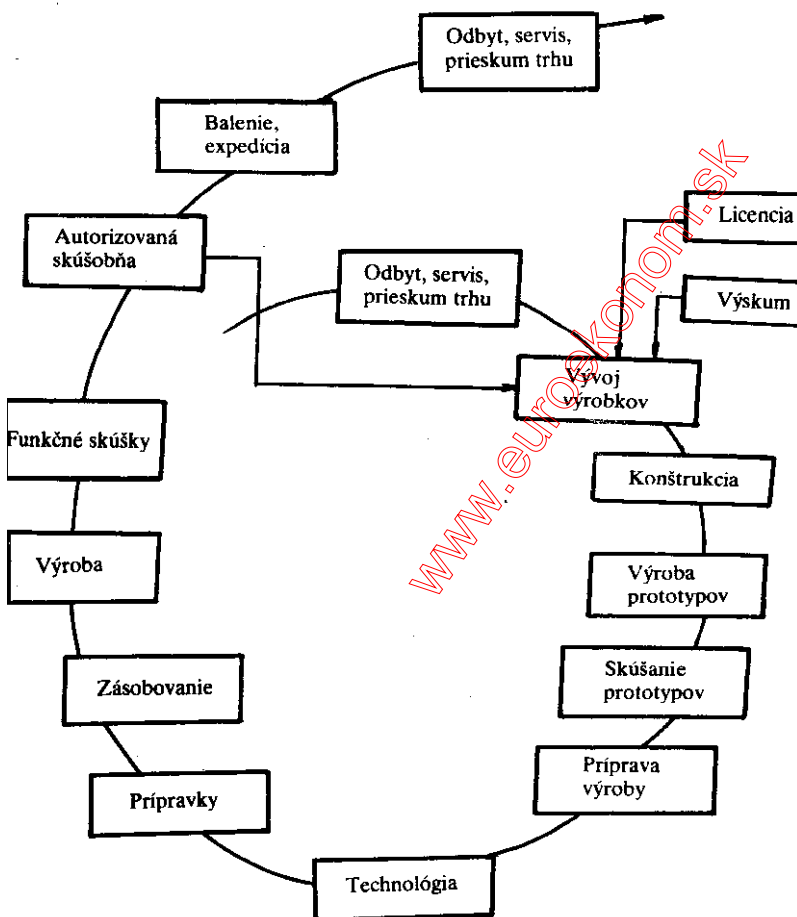 Odbyt, servis,
prieskum trhu
Balenie,
expedícia
Autorizovaná
skúšobňa
Odbyt, servis,
prieskum trhu
Licencia
Výskum
Vývoj
výrobkov
Funkčné skúšky
Konštrukcia
Výroba
Výroba
prototypov
Zásobovanie
Skúšanie
prototypov
Prípravky
Príprava
výroby
Technológia
www.euroekonom.sk